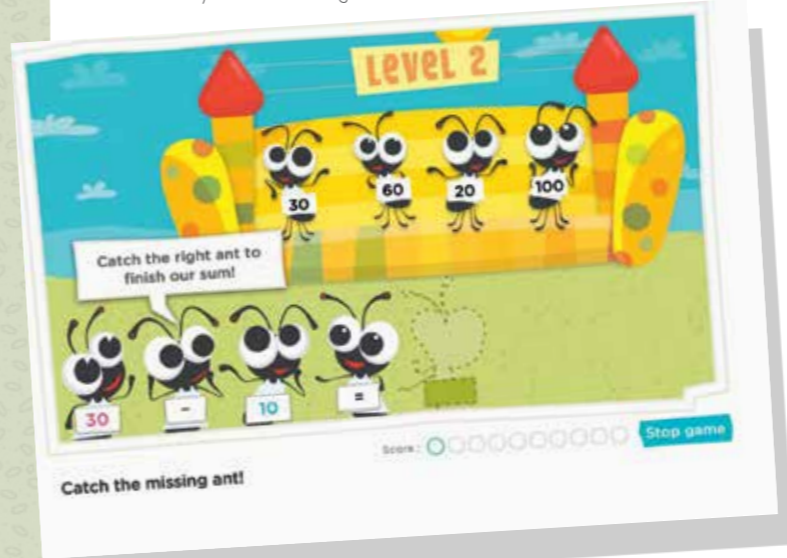 LEVEL 2
30
60
20
100
Catch the right ant to
finish our sum!
30
-
10
=
Score:
Stop game
Catch the missing ant!